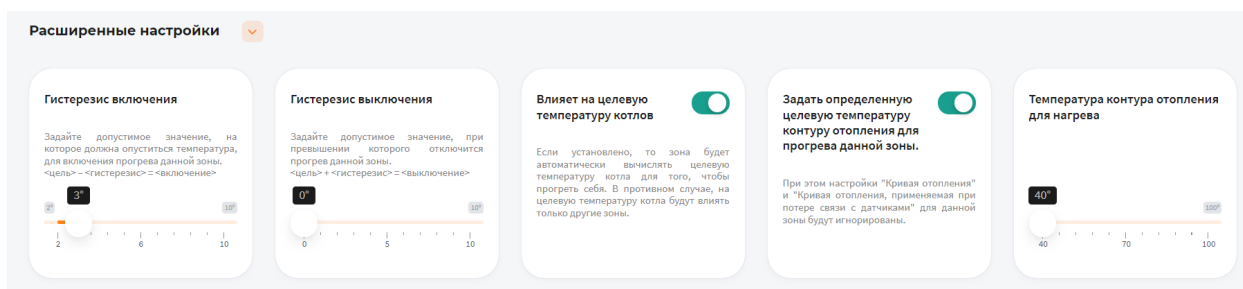 Расширенные настройки
Гистерезис включения
Задайте допустимое значение, на
которое должна опуститься температура,
для включения прогрева данной зоны.
<цель> – <гистерезис> = <включение>
3°
2°
10°
2
6
10
Гистерезис выключения
Задайте допустимое значение, при
превышении которого отключится
прогрев данной зоны.
<цель> + <гистерезис> = <выключение>
0°
10°
0
5
10
Влияет на целевую
температуру котлов
Если установлено, то зона будет
автоматически вычислять целевую
температуру котла для того, чтобы
прогреть себя. В противном случае, на
целевую температуру котла будут влиять
только другие зоны.
Задать определенную
целевую температуру
контуру отопления для
прогрева данной зоны.
При этом настройки "Кривая отопления"
и "Кривая отопления, применяемая при
потере связи с датчиками" для данной
зоны будут игнорированы.
Температура контура отопления
для нагрева
40°
100°
40
70
100